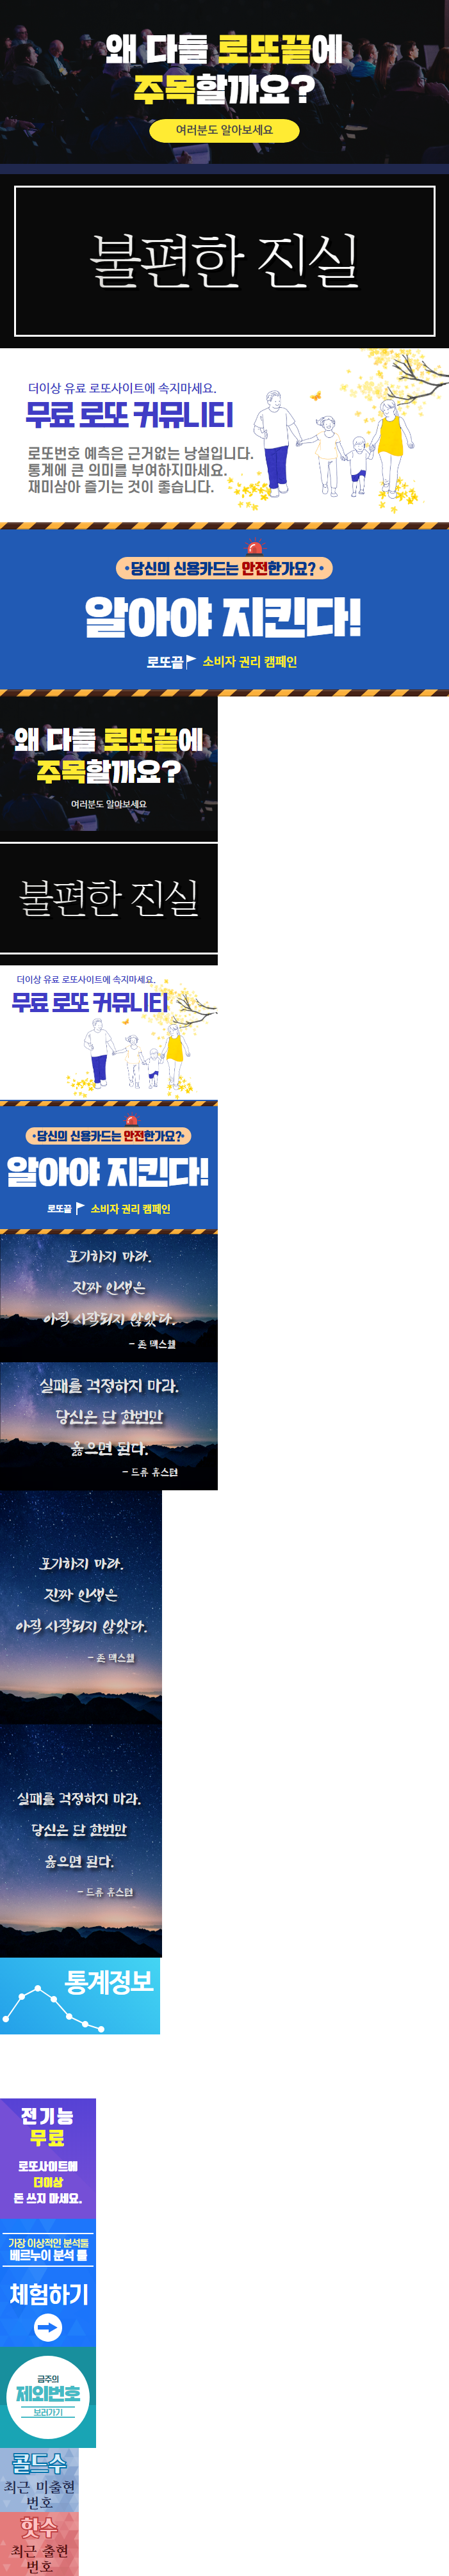 왜 다들 로또끝에
주목할까요?
여러분도 알아보세요
불편한 진실
더이상 유료 로또사이트에 속지마세요.
무료 로또 커뮤니티
로또번호 예측은 근거없는 낭설입니다.
통계에 큰 의미를 부여하지마세요.
재미삼아 즐기는 것이 좋습니다.
•당신의 신용카드는 안전한가요?•
알아야 지킨다!
로또끝 소비자 권리 캠페인
왜 다들 로또끝에
주목할까요?
여러분도 알아보세요
불편한 진실
더이상 유료 로또사이트에 속지마세요.
무료 로또 커뮤니티
•당신의 신용카드는 안전한가요?•
알아야 지킨다!
로또끝 소비자 권리 캠페인
포기하지 마라.
진짜 인생은
아직 시작되지 않았다.
- 존 맥스웰
실패를 걱정하지 마라.
당신은 단 한번만
옳으면 된다.
- 드류 휴스턴
포기하지 마라.
진짜 인생은
아직 시작되지 않았다.
- 존 맥스웰
실패를 걱정하지 마라.
당신은 단 한번만
옳으면 된다.
- 드류 휴스턴
통계정보
전기능
무료
로또사이트에
더이상
돈 쓰지 마세요.
가장 이상적인 분석툴
베르누이 분석 툴
체험하기
금주의
제외번호
보러가기
콜드수
최근 미출현
번호
핫수
최근 출현
번호